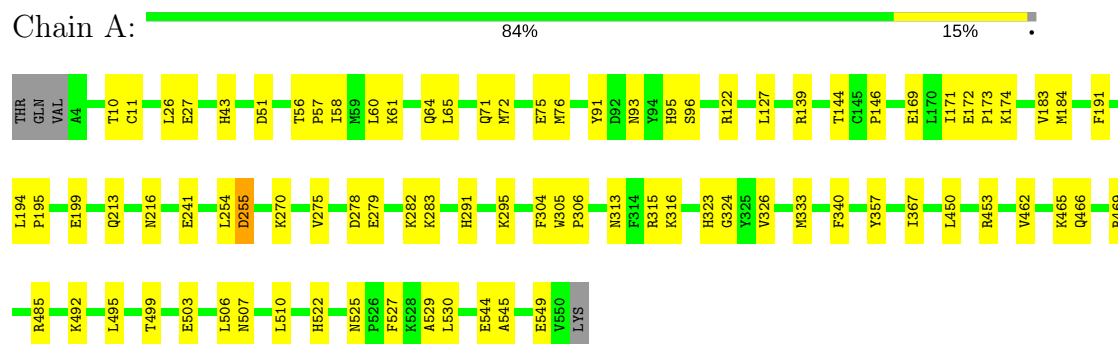 Chain A:
84% 15% •
THR GLN VAL A4 T10 C11 L26 E27 H43 D51 T56 P57 I58 M59 L60 K61 Q64 L65 Q71 M72 E75 M76 Y91 D92 N93 Y94 H95 S96 R122 L127 R139 T144 C145 P146 E169 L170 I171 E172 P173 K174 V183 M184 F191
L194 P195 E199 Q213 N216 E241 L254 D255 K270 V275 D278 E279 K282 K283 H291 K295 F304 W305 P306 N313 F314 R315 K316 H323 G324 Y325 V326 M333 F340 Y357 I367 L450 R453 V462 K465 Q466
R485 K492 L495 T499 E503 L506 N507 L510 H522 N525 P526 F527 K528 A529 L530 E544 A545 E549 V550 LYS